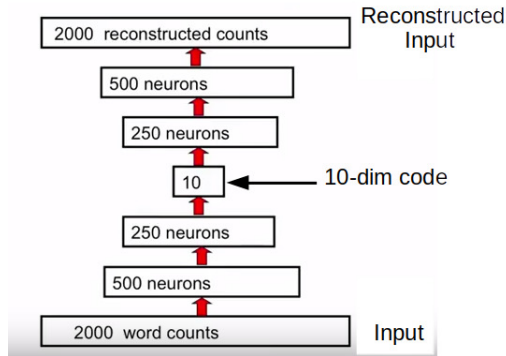 Reconstructed
Input
2000 reconstructed counts
500 neurons
250 neurons
10
10-dim code
250 neurons
500 neurons
2000 word counts
Input